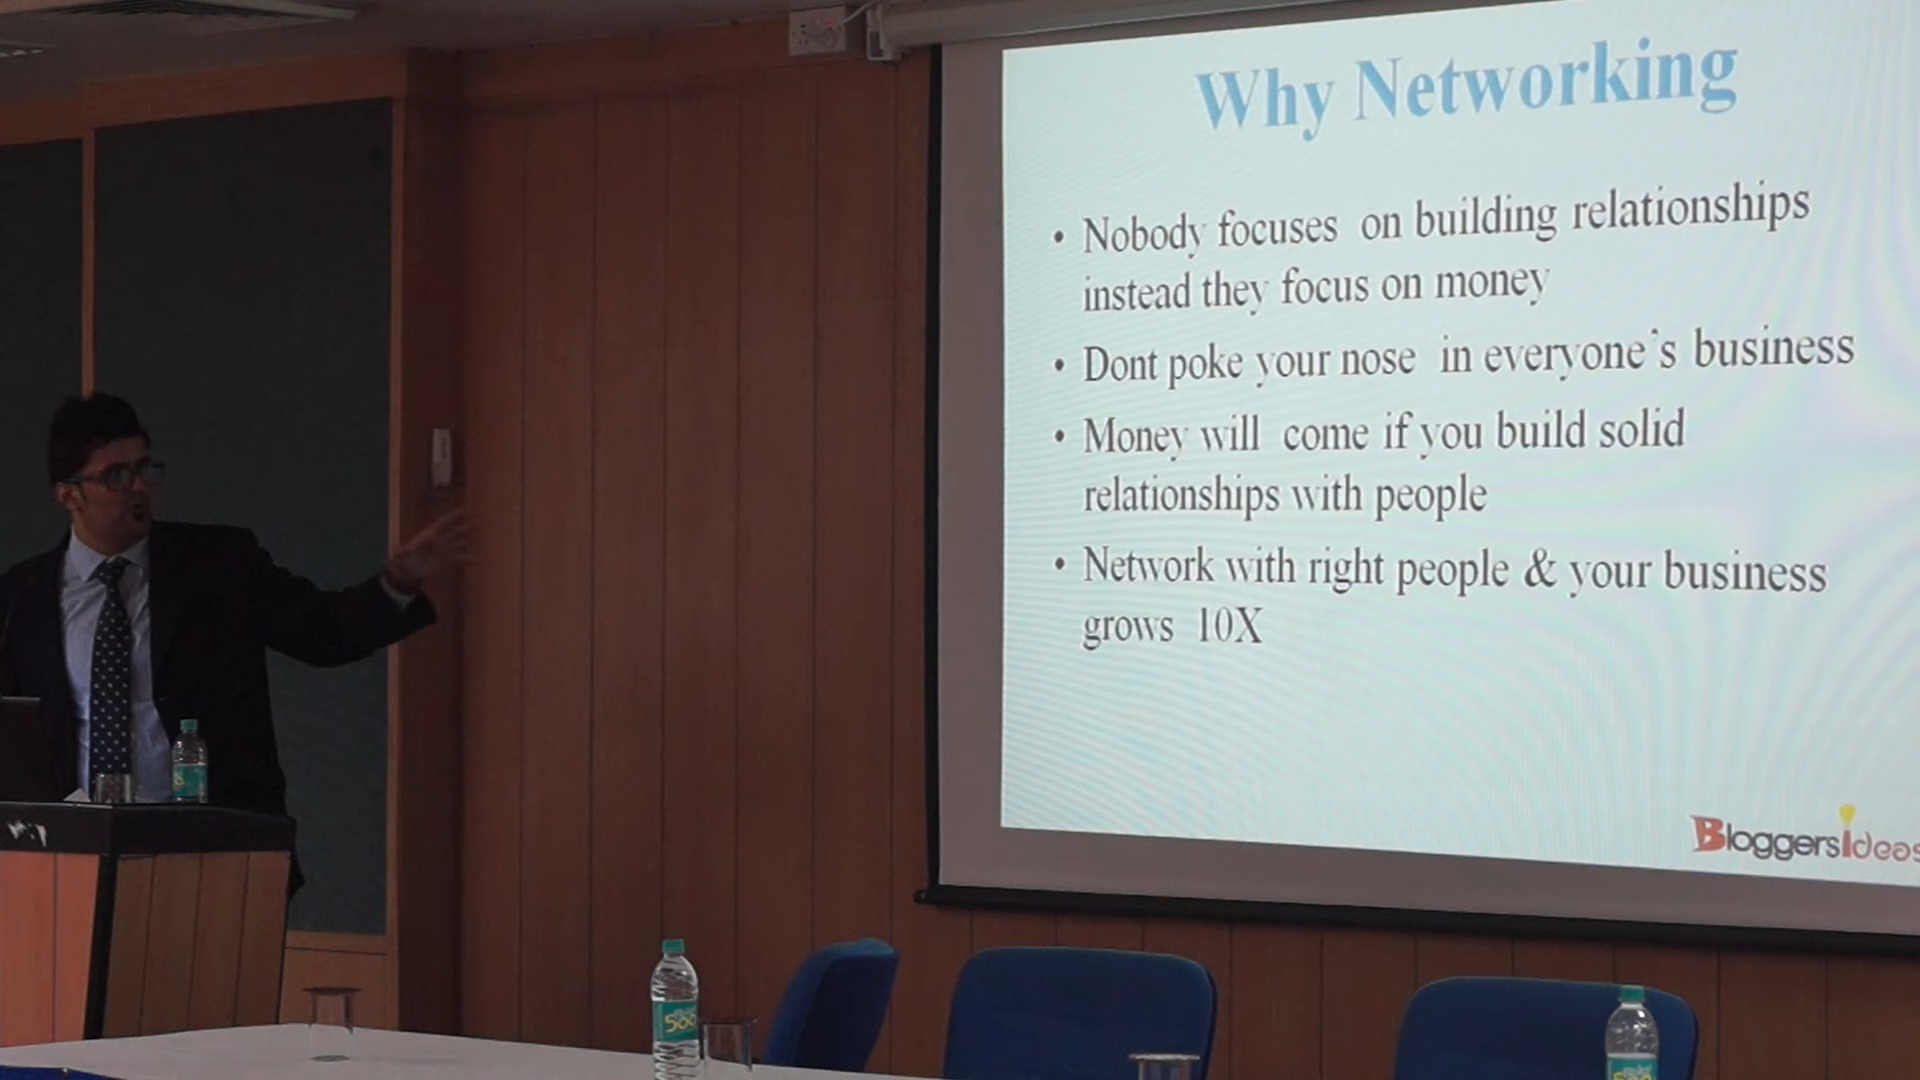 Why Networking
• Nobody focuses on building relationships
instead they focus on money
• Dont poke your nose in everyone's business
• Money will come if you build solid
relationships with people
• Network with right people & your business
grows 10X
BloggersIdeas
500